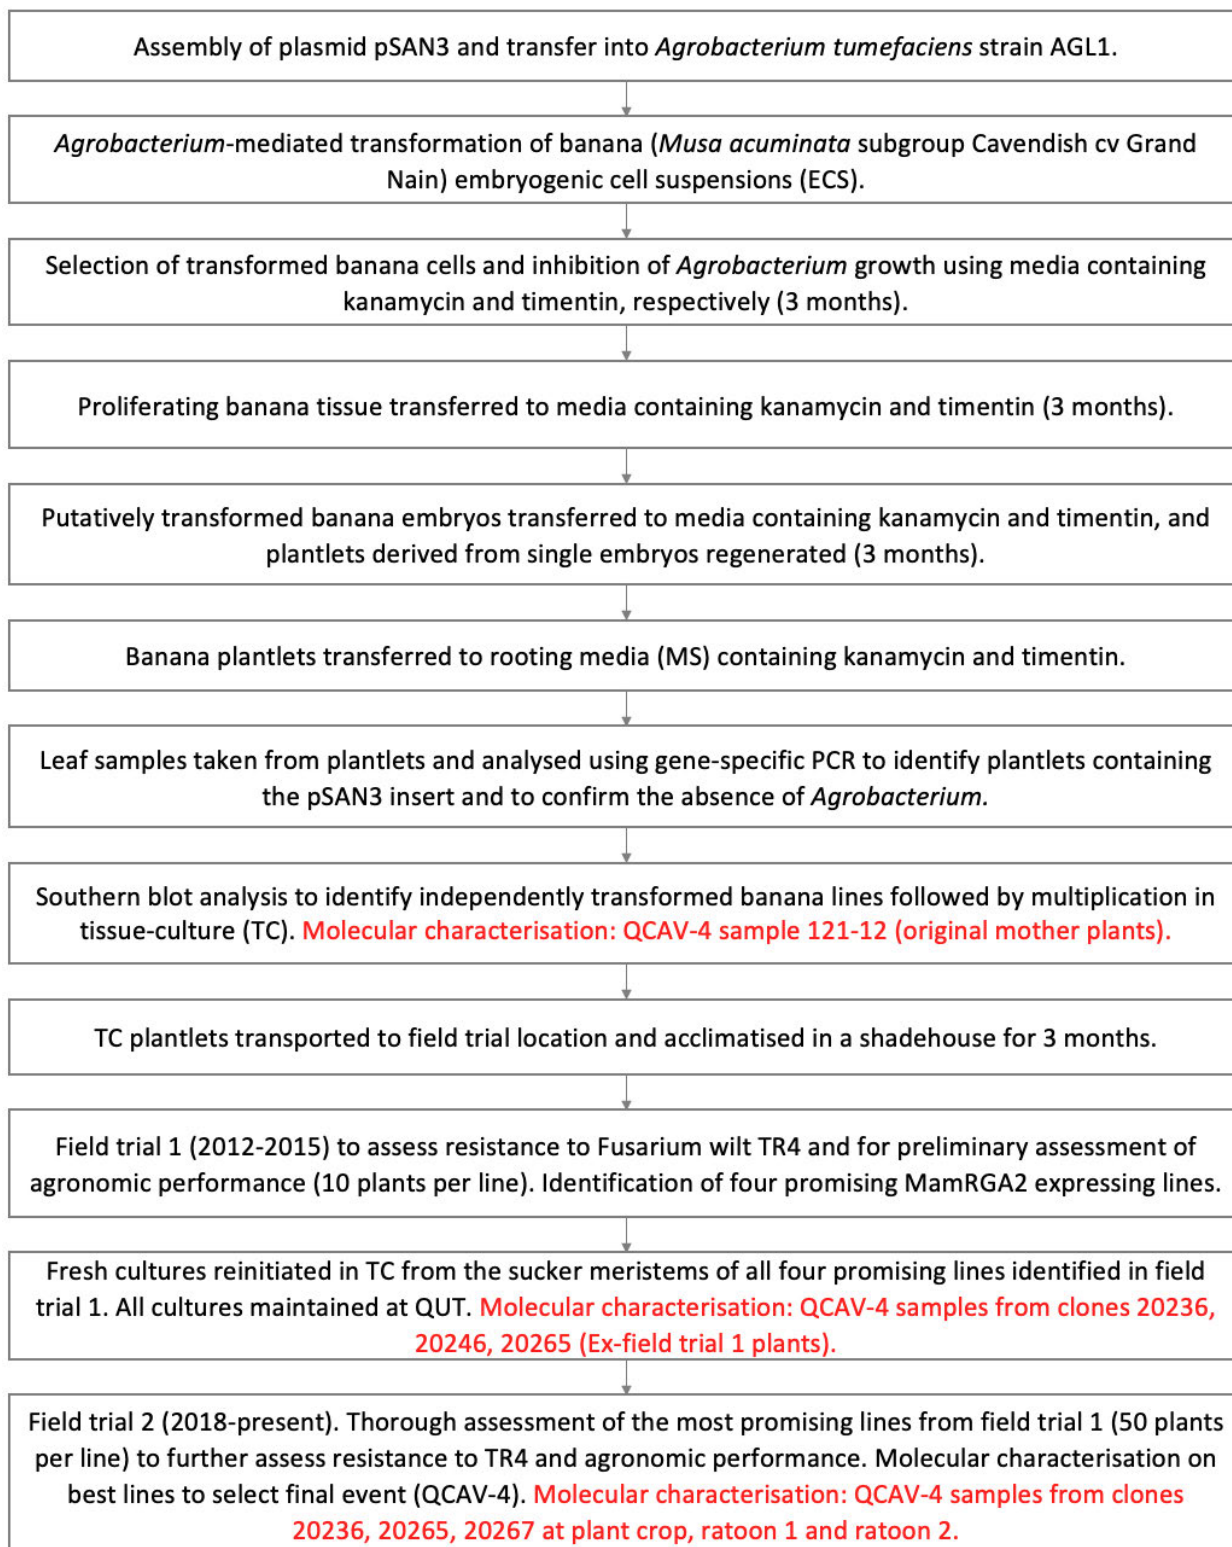 Assembly of plasmid pSAN3 and transfer into Agrobacterium tumefaciens strain AGL1.
Agrobacterium-mediated transformation of banana (Musa acuminata subgroup Cavendish cv Grand
Nain) embryogenic cell suspensions (ECS).
Selection of transformed banana cells and inhibition of Agrobacterium growth using media containing
kanamycin and timentin, respectively (3 months).
Proliferating banana tissue transferred to media containing kanamycin and timentin (3 months).
Putatively transformed banana embryos transferred to media containing kanamycin and timentin, and
plantlets derived from single embryos regenerated (3 months).
Banana plantlets transferred to rooting media (MS) containing kanamycin and timentin.
Leaf samples taken from plantlets and analysed using gene-specific PCR to identify plantlets containing
the pSAN3 insert and to confirm the absence of Agrobacterium.
Southern blot analysis to identify independently transformed banana lines followed by multiplication in
tissue-culture (TC). Molecular characterisation: QCAV-4 sample 121-12 (original mother plants).
TC plantlets transported to field trial location and acclimatised in a shadehouse for 3 months.
Field trial 1 (2012-2015) to assess resistance to Fusarium wilt TR4 and for preliminary assessment of
agronomic performance (10 plants per line). Identification of four promising MamRGA2 expressing lines.
Fresh cultures reinitiated in TC from the sucker meristems of all four promising lines identified in field
trial 1. All cultures maintained at QUT. Molecular characterisation: QCAV-4 samples from clones 20236,
20246, 20265 (Ex-field trial 1 plants).
Field trial 2 (2018-present). Thorough assessment of the most promising lines from field trial 1 (50 plants
per line) to further assess resistance to TR4 and agronomic performance. Molecular characterisation on
best lines to select final event (QCAV-4). Molecular characterisation: QCAV-4 samples from clones
20236, 20265, 20267 at plant crop, ratoon 1 and ratoon 2.